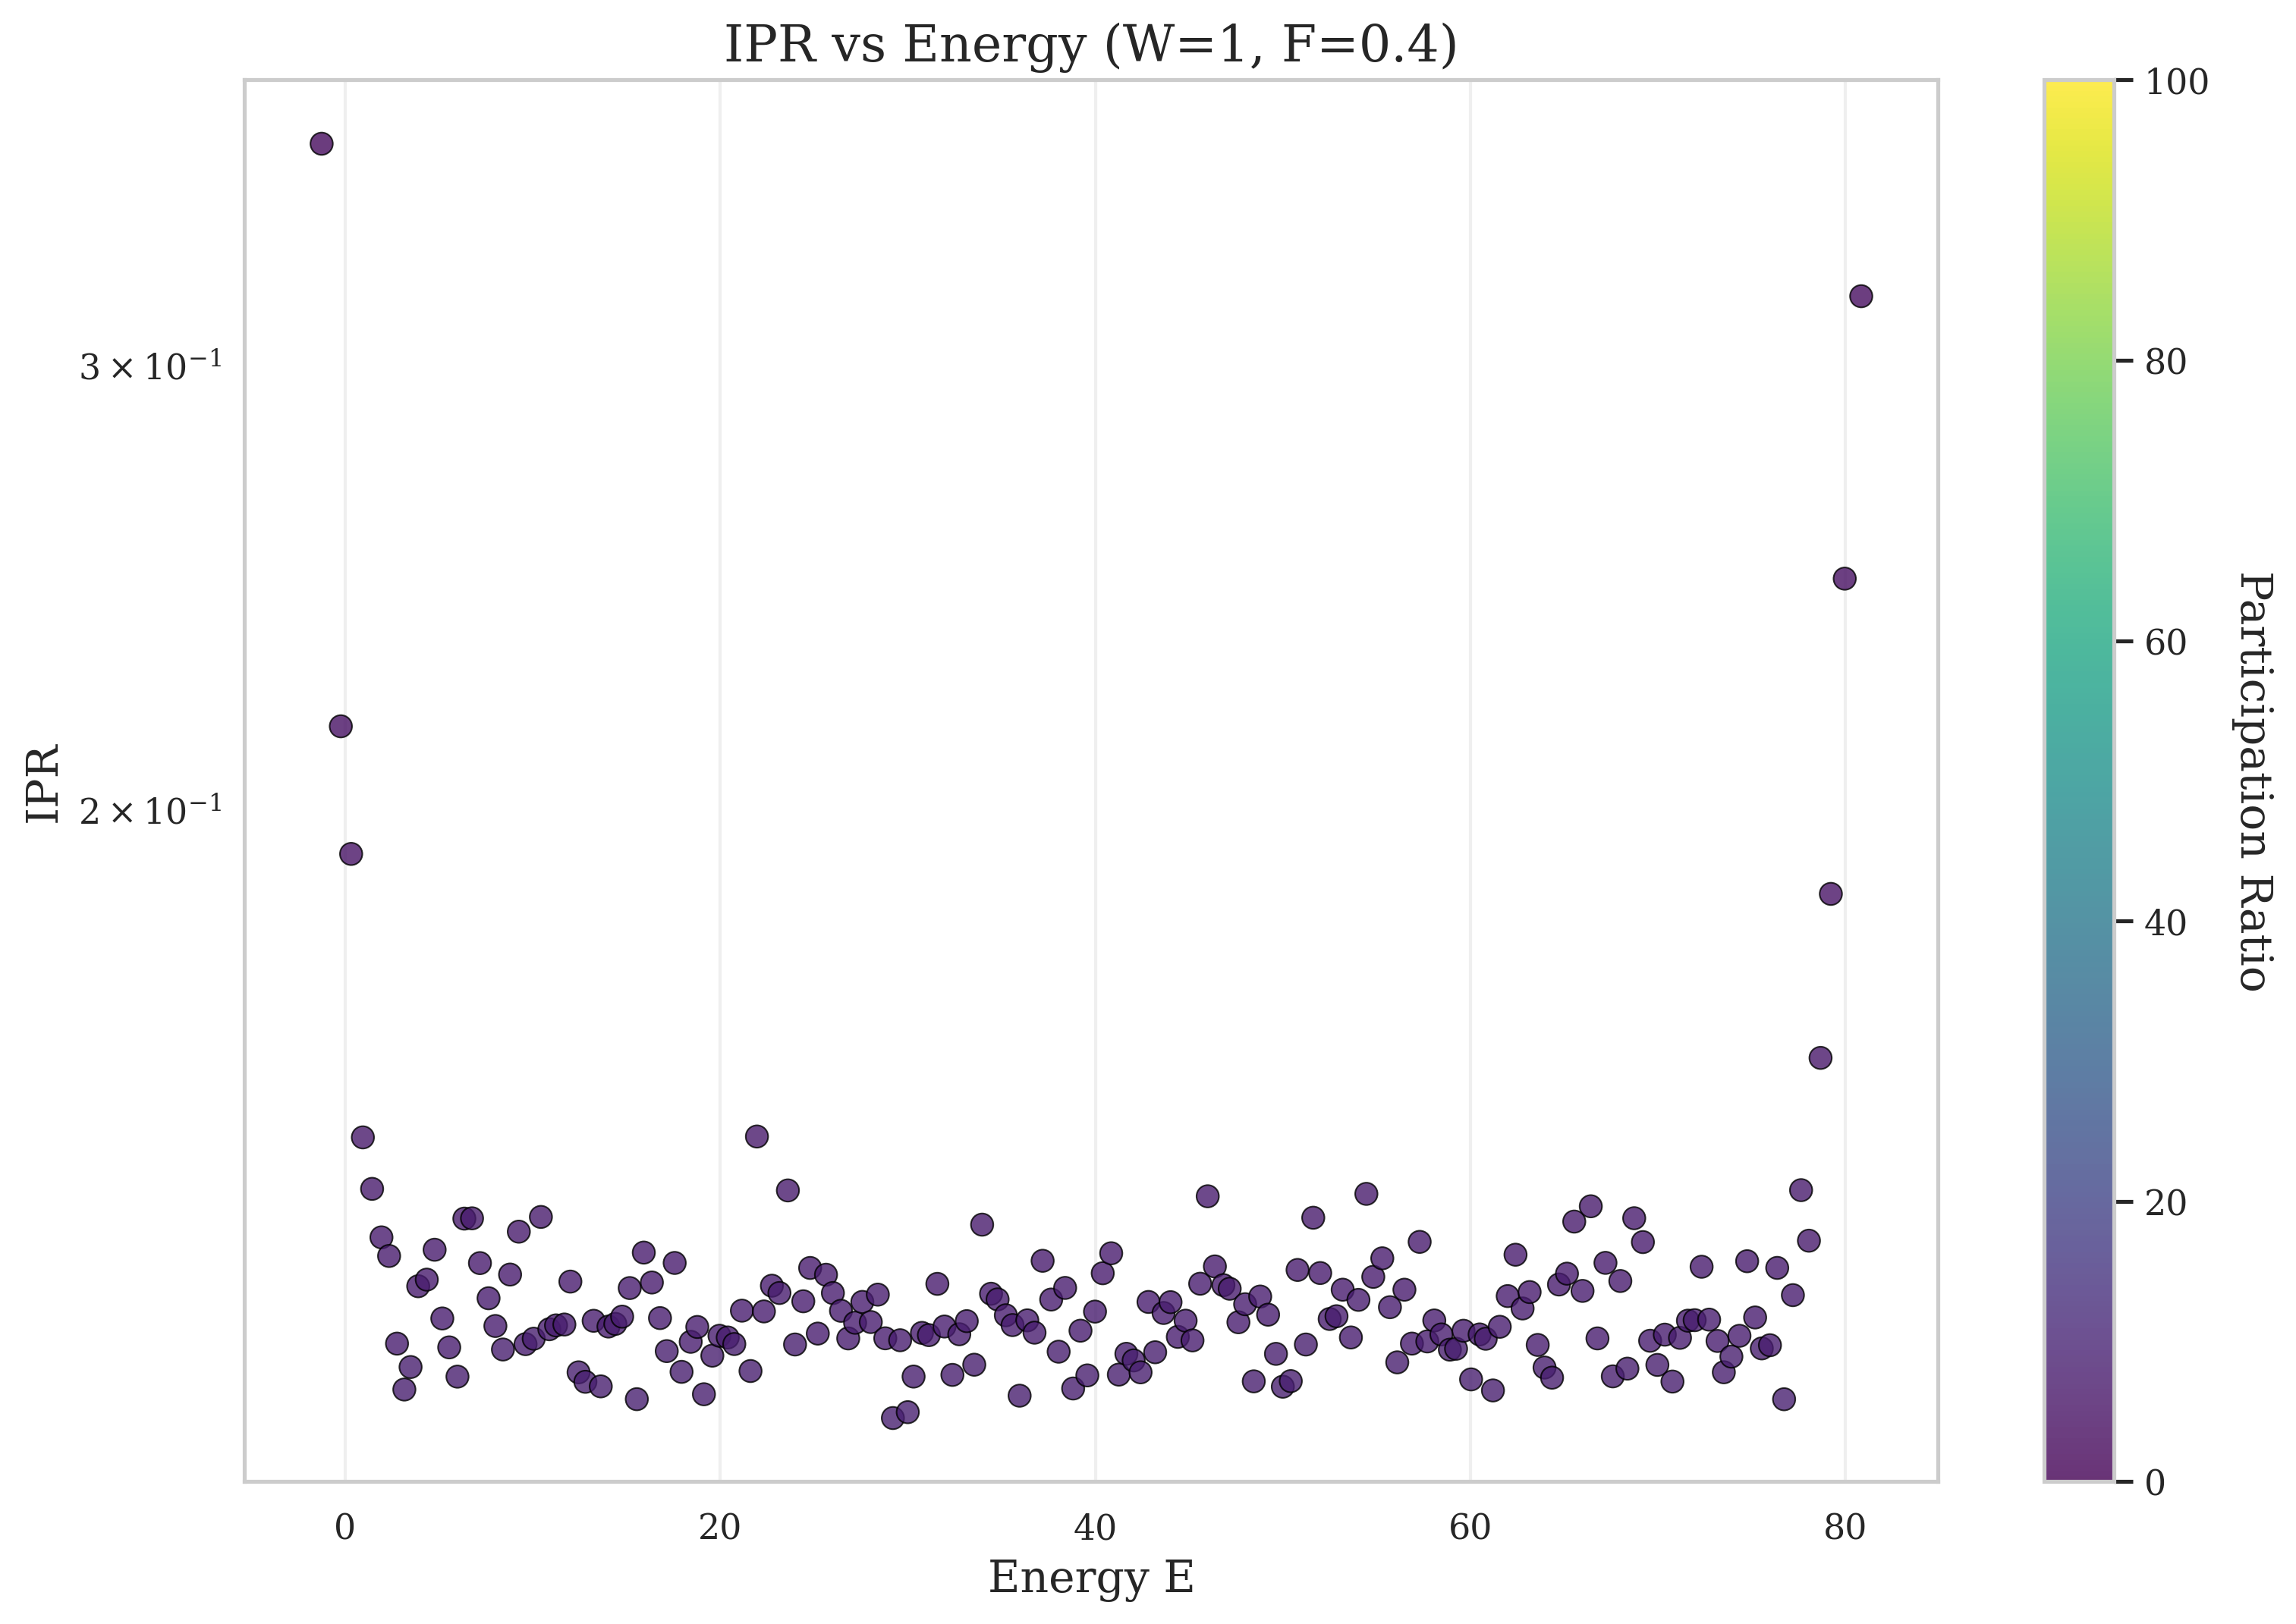 IPR vs Energy (W=1, F=0.4)
IPR
3 × 10⁻¹
2 × 10⁻¹
0
20
40
60
80
Energy E
100
80
60
40
20
0
Participation Ratio